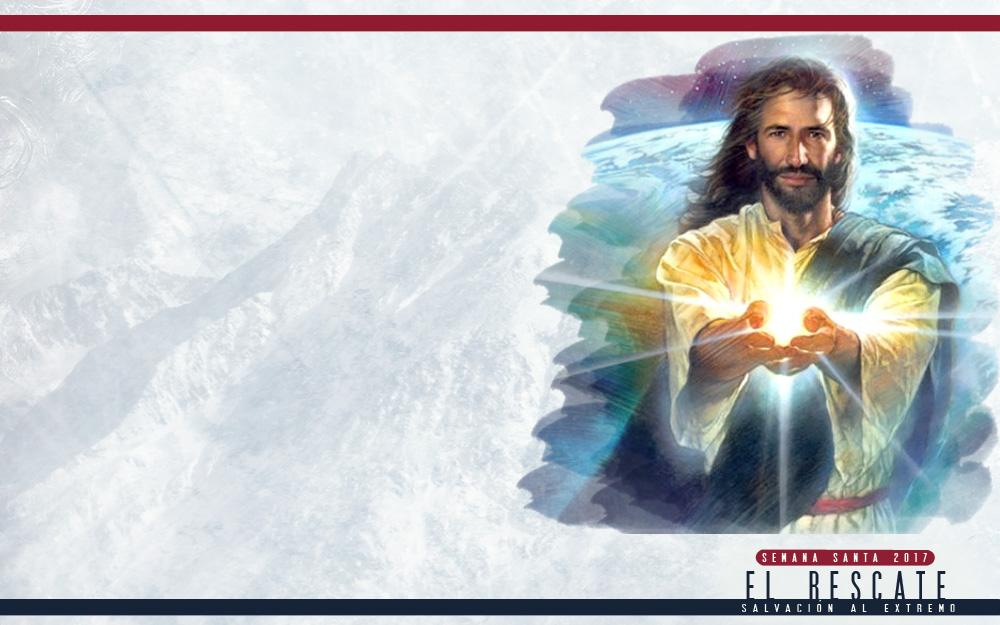 SEMANA SANTA 2017
EL RESCATE
SALVACIÓN AL EXTREMO